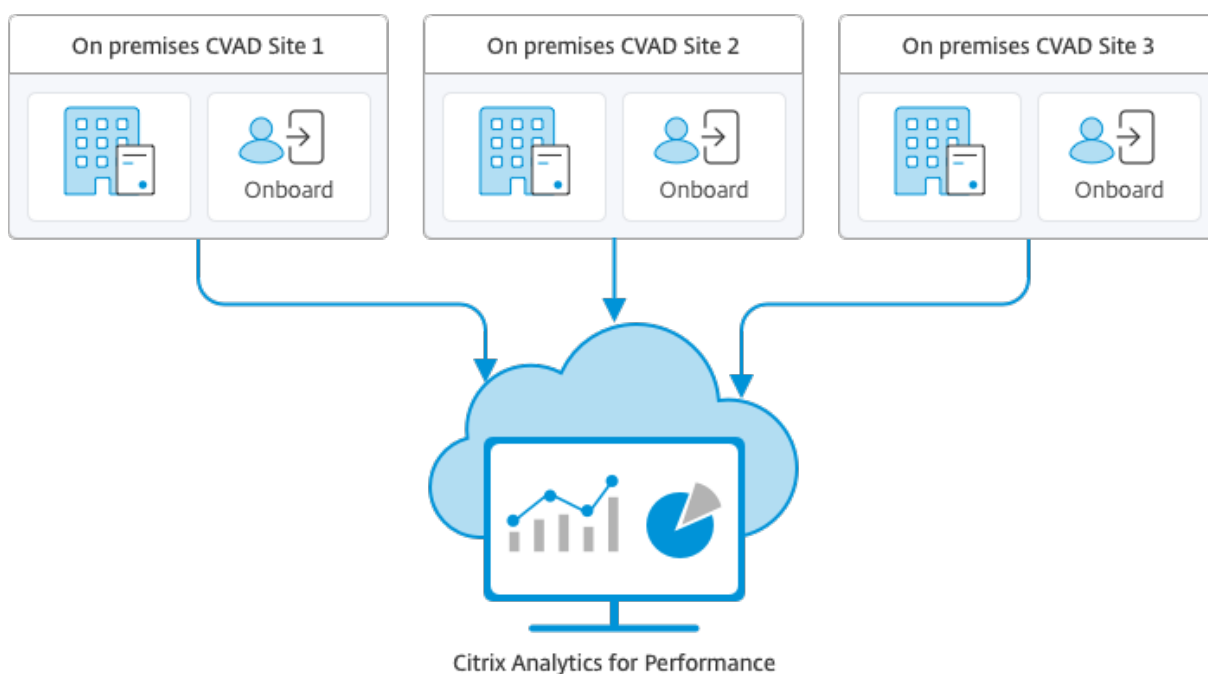 On premises CVAD Site 1
On premises CVAD Site 2
On premises CVAD Site 3
Onboard
Onboard
Onboard
Citrix Analytics for Performance